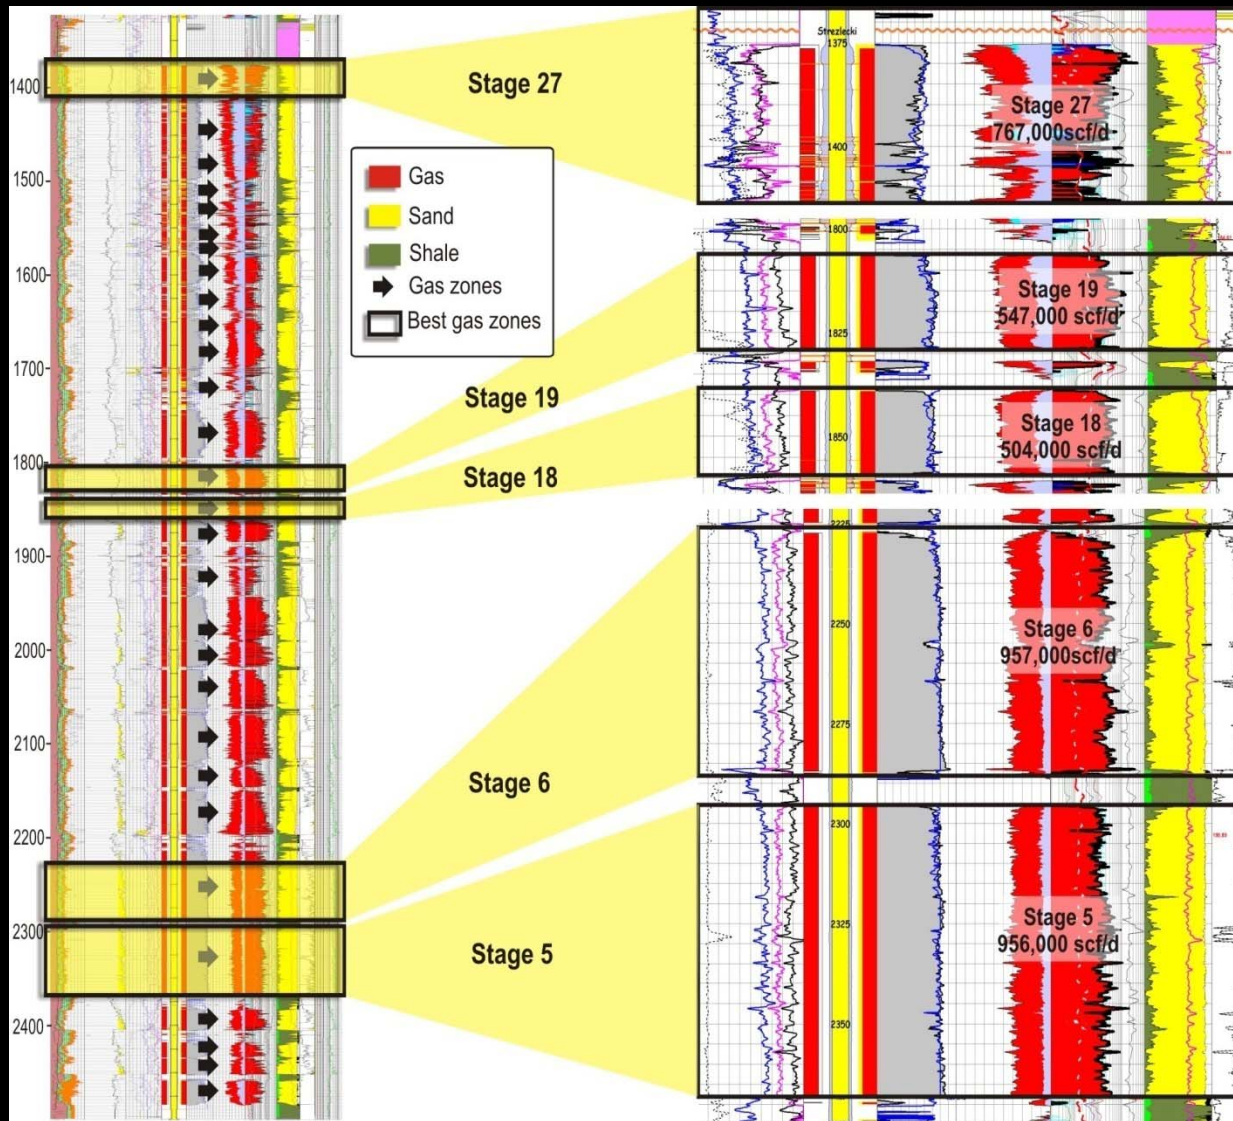 1400
1500
1600
1700
1800
1900
2000
2100
2200
2300
2400
Stage 27
Gas
Sand
Shale
Gas zones
Best gas zones
Stage 19
Stage 18
Stage 6
Stage 5
Strezlecki
1375
1400
Stage 27
767,000scf/d
1800
1825
Stage 19
547,000 scf/d
1850
Stage 18
504,000 scf/d
2225
2250
2275
Stage 6
957,000scf/d
2300
2325
2350
Stage 5
956,000 scf/d